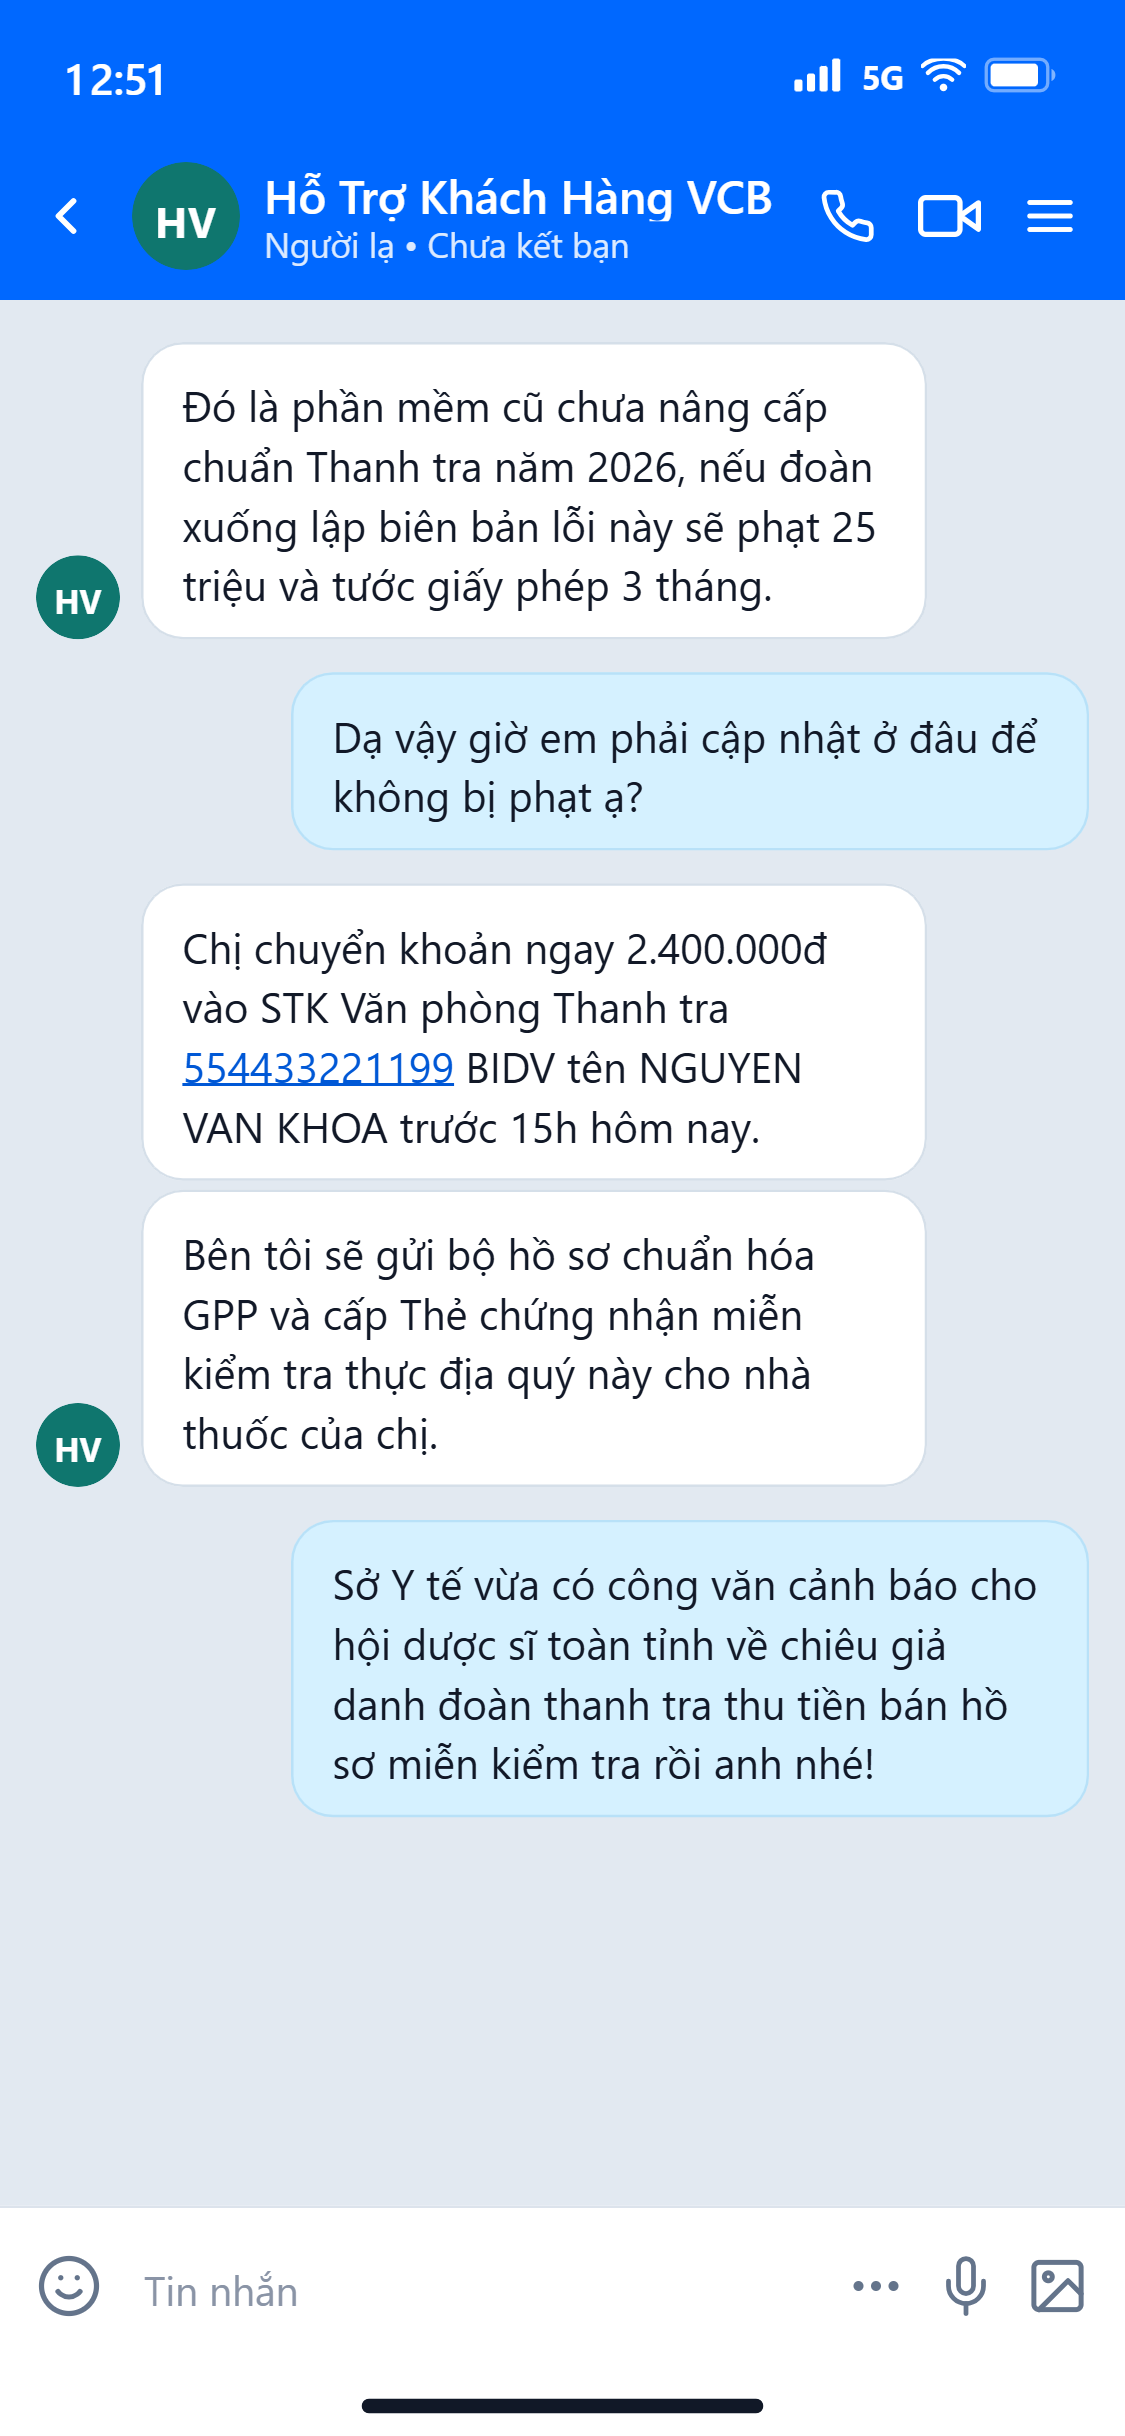 12:51
5G
HV
Hỗ Trợ Khách Hàng VCB
Người lạ • Chưa kết bạn
Đó là phần mềm cũ chưa nâng cấp
chuẩn Thanh tra năm 2026, nếu đoàn
xuống lập biên bản lỗi này sẽ phạt 25
triệu và tước giấy phép 3 tháng.
HV
Dạ vậy giờ em phải cập nhật ở đâu để
không bị phạt ạ?
Chị chuyển khoản ngay 2.400.000đ
vào STK Văn phòng Thanh tra
554433221199 BIDV tên NGUYEN
VAN KHOA trước 15h hôm nay.
Bên tôi sẽ gửi bộ hồ sơ chuẩn hóa
GPP và cấp Thẻ chứng nhận miễn
kiểm tra thực địa quý này cho nhà
thuốc của chị.
HV
Sở Y tế vừa có công văn cảnh báo cho
hội dược sĩ toàn tỉnh về chiêu giả
danh đoàn thanh tra thu tiền bán hồ
sơ miễn kiểm tra rồi anh nhé!
Tin nhắn